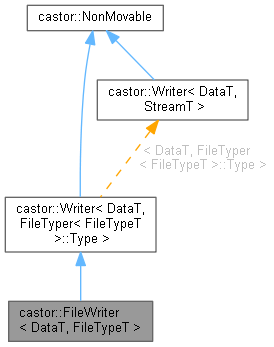 castor::NonMovable
castor::Writer< DataT,
StreamT >
< DataT, FileTyper
< FileTypeT >::Type >
castor::Writer< DataT,
FileTyper< FileTypeT
>::Type >
castor::FileWriter
< DataT, FileTypeT >